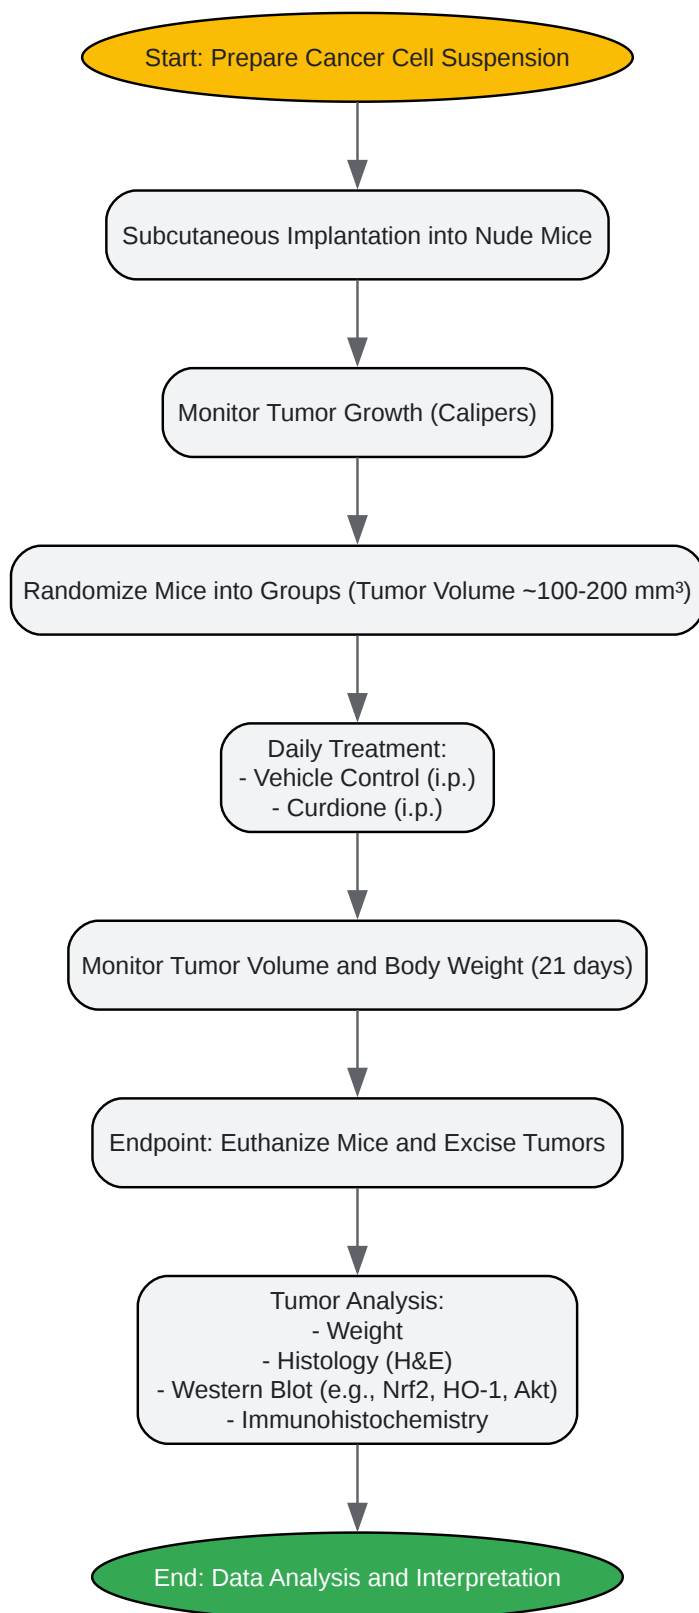 Start: Prepare Cancer Cell Suspension
Subcutaneous Implantation into Nude Mice
Monitor Tumor Growth (Calipers)
Randomize Mice into Groups (Tumor Volume ~100-200 mm³)
Daily Treatment:
- Vehicle Control (i.p.)
- Curdione (i.p.)
Monitor Tumor Volume and Body Weight (21 days)
Endpoint: Euthanize Mice and Excise Tumors
Tumor Analysis:
- Weight
- Histology (H&E)
- Western Blot (e.g., Nrf2, HO-1, Akt)
- Immunohistochemistry
End: Data Analysis and Interpretation